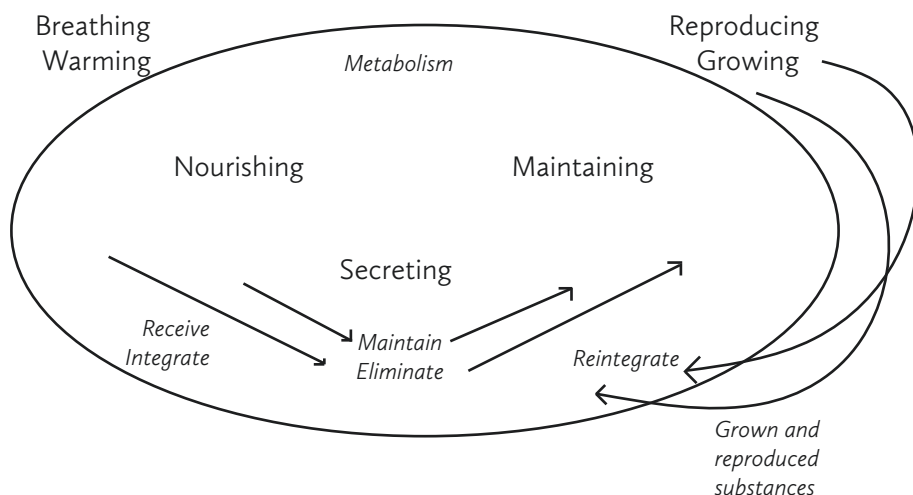 Breathing
Warming
Reproducing
Growing
Metabolism
Nourishing
Maintaining
Secreting
Receive
Integrate
Maintain
Eliminate
Reintegrate
Grown and
reproduced
substances